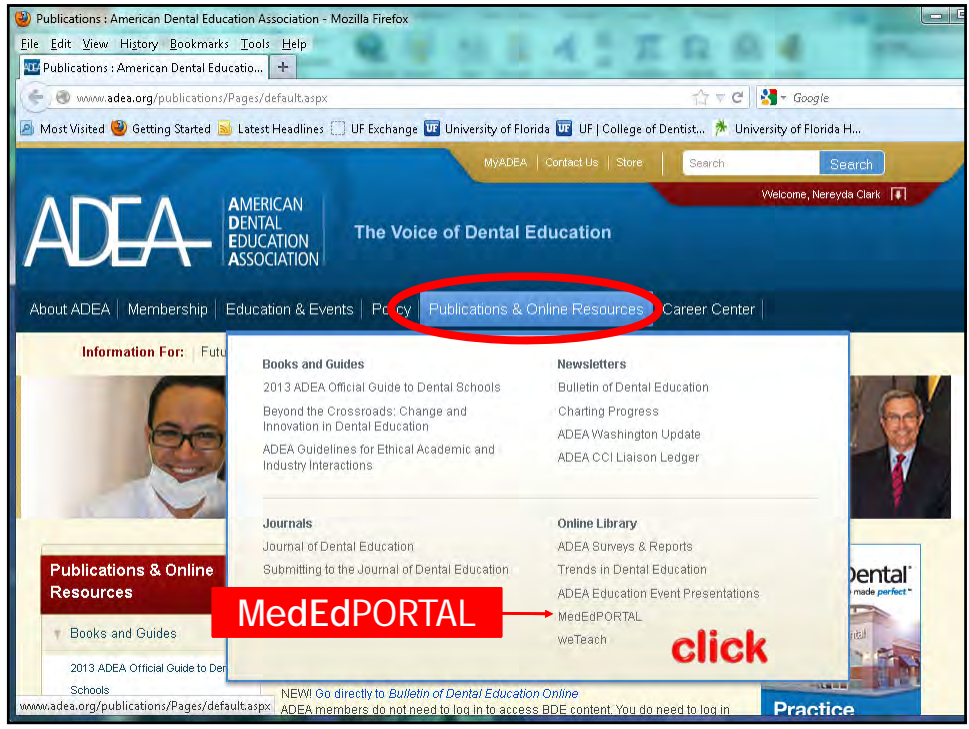 Publications : American Dental Education Association - Mozilla Firefox
File Edit View History Bookmarks Tools Help
ADEA Publications : American Dental Educatio... +
www.adea.org/publications/Pages/default.aspx
Google
Most Visited Getting Started Latest Headlines UF Exchange UF University of Florida UF UF | College of Dentist... University of Florida H...
MyADEA | Contact Us | Store
Search
Search
Welcome, Nereyda Clark
ADEA
AMERICAN
DENTAL
EDUCATION
ASSOCIATION
The Voice of Dental Education
About ADEA | Membership | Education & Events | Policy | Publications & Online Resources | Career Center |
Information For: Futu
Books and Guides
2013 ADEA Official Guide to Dental Schools
Beyond the Crossroads: Change and
Innovation in Dental Education
ADEA Guidelines for Ethical Academic and
Industry Interactions
Newsletters
Bulletin of Dental Education
Charting Progress
ADEA Washington Update
ADEA CCI Liaison Ledger
Journals
Journal of Dental Education
Submitting to the Journal of Dental Education
Online Library
ADEA Surveys & Reports
Trends in Dental Education
ADEA Education Event Presentations
MedEdPORTAL
weTeach
MedEdPORTAL
click
Publications & Online
Resources
Books and Guides
2013 ADEA Official Guide to Den
Schools
www.adea.org/publications/Pages/default.aspx
NEW! Go directly to Bulletin of Dental Education Online
ADEA members do not need to log in to access BDE content. You do need to log in
Dental
made perfect
Practice